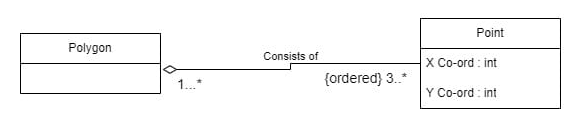 Polygon
Consists of
1...*
{ordered} 3..*
Point
X Co-ord : int
Y Co-ord : int